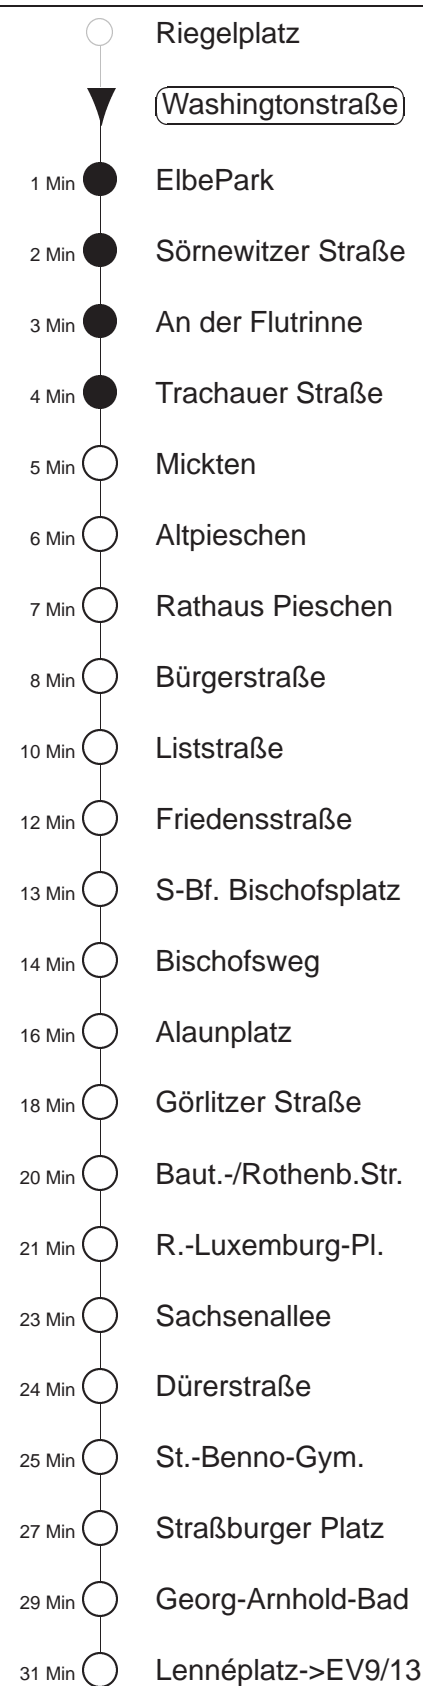 Riegelplatz
Washingtonstraße
1 Min ElbePark
2 Min Sörnewitzer Straße
3 Min An der Flutrinne
4 Min Trachauer Straße
5 Min Mickten
6 Min Altpieschen
7 Min Rathaus Pieschen
8 Min Bürgerstraße
10 Min Liststraße
12 Min Friedensstraße
13 Min S-Bf. Bischofsplatz
14 Min Bischofsweg
16 Min Alaunplatz
18 Min Görlitzer Straße
20 Min Baut.-/Rothenb.Str.
21 Min R.-Luxemburg-Pl.
23 Min Sachsenallee
24 Min Dürerstraße
25 Min St.-Benno-Gym.
27 Min Straßburger Platz
29 Min Georg-Arnhold-Bad
31 Min Lennéplatz->EV9/13